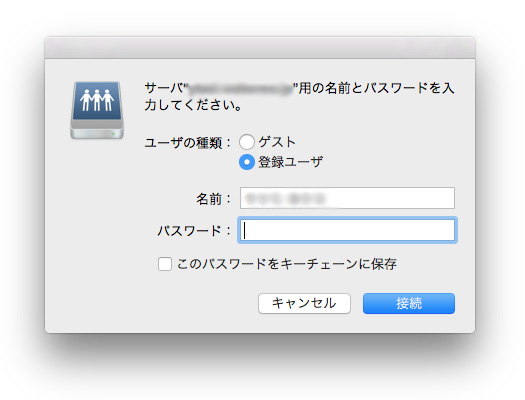 サーバ“ ”用の名前とパスワードを入
力してください。
ユーザの種類：ゲスト
登録ユーザ
名前：
パスワード：
このパスワードをキーチェーンに保存
キャンセル 接続